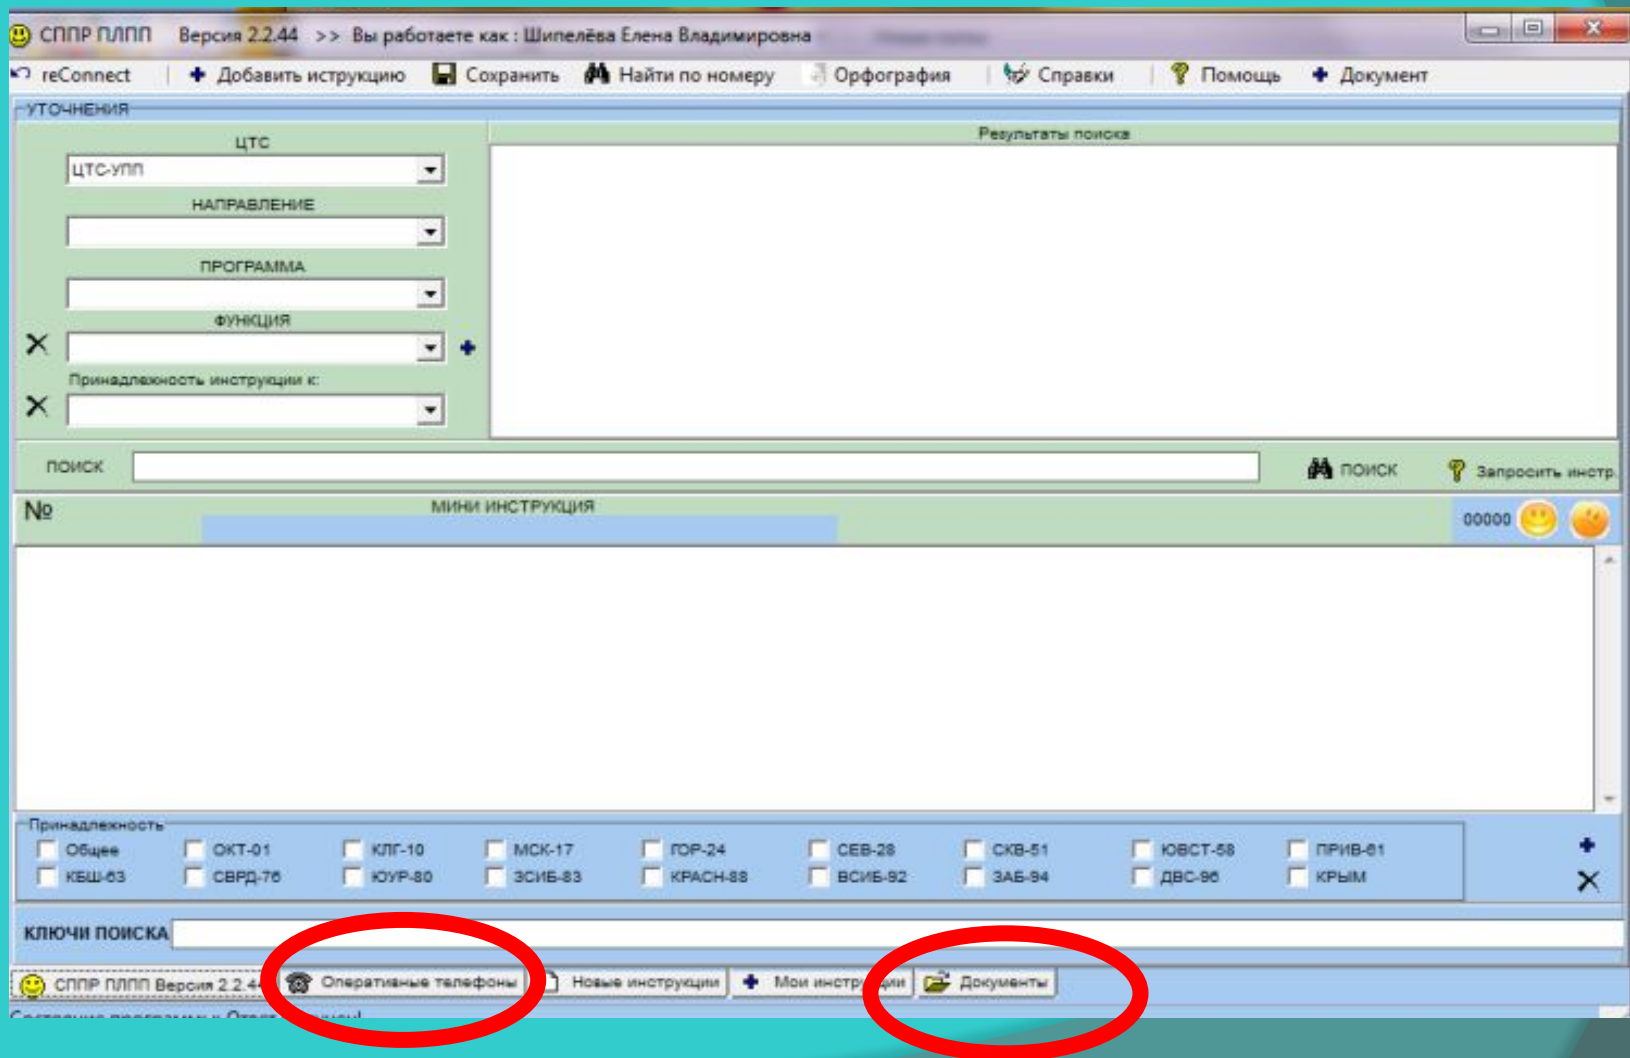 СППР ПЛПП Версия 2.2.44 >> Вы работаете как : Шипелёва Елена Владимировна
reConnect Добавить иструкцию Сохранить Найти по номеру Орфография Справки Помощь Документ
УТОЧНЕНИЯ
ЦТС
Результаты поиска
ЦТС-УПП
НАПРАВЛЕНИЕ
ПРОГРАММА
ФУНКЦИЯ
Принадлежность инструкции к:
ПОИСК ПОИСК Запросить инстр.
№ МИНИ ИНСТРУКЦИЯ 00000
Принадлежность
Общее ОКТ-01 КЛГ-10 МСК-17 ГОР-24 СЕВ-28 СКВ-51 ЮВСТ-58 ПРИВ-61
КБШ-63 СВРД-76 ЮУР-80 ЗСИБ-83 КРАСН-88 ВСИБ-92 ЗАБ-94 ДВС-96 КРЫМ
КЛЮЧИ ПОИСКА
СППР ПЛПП Версия 2.2.44 Оперативные телефоны Новые инструкции Мои инструкции Документы